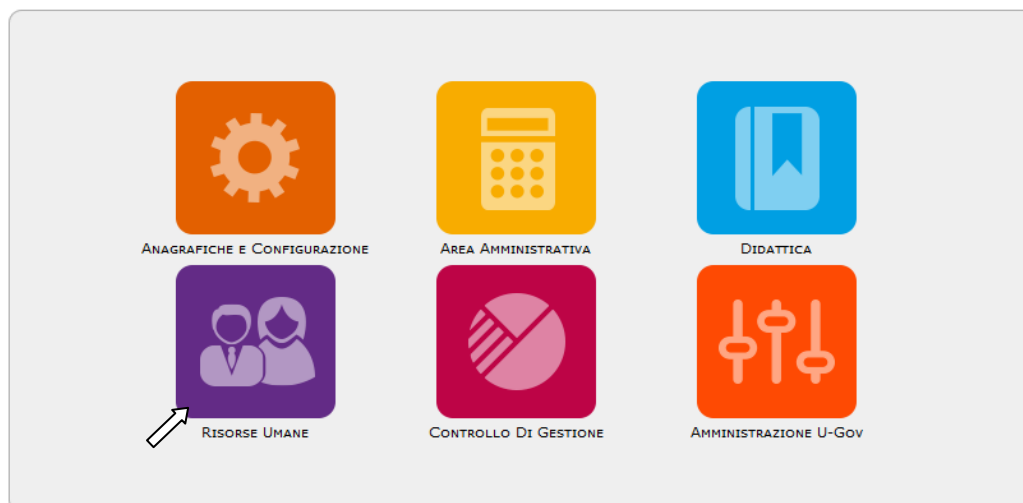 Anagrafiche e Configurazione
Area Amministrativa
Didattica
Risorse Umane
Controllo Di Gestione
Amministrazione U-Gov